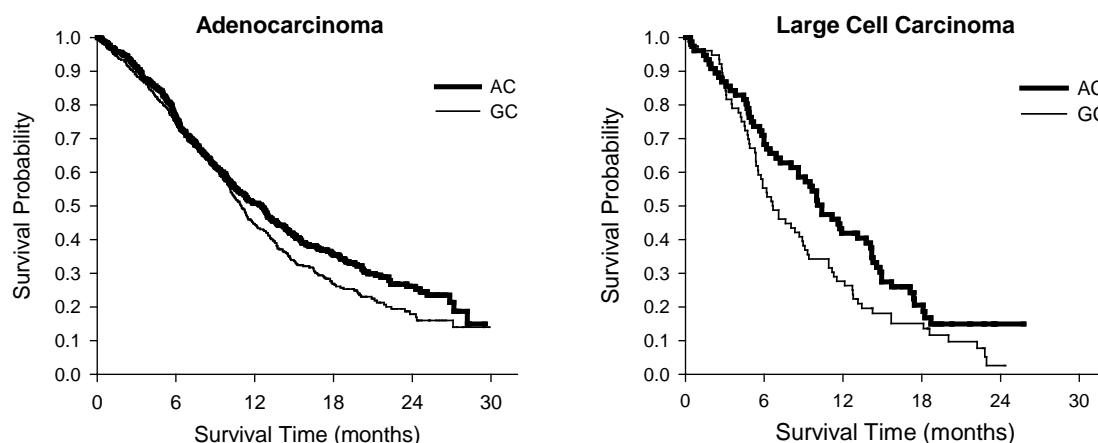 Adenocarcinoma
1.0
0.9
0.8
0.7
0.6
0.5
0.4
0.3
0.2
0.1
0.0
Survival Probability
AC
GC
0 6 12 18 24 30
Survival Time (months)
Large Cell Carcinoma
1.0
0.9
0.8
0.7
0.6
0.5
0.4
0.3
0.2
0.1
0.0
Survival Probability
AC
GC
0 6 12 18 24 3
Survival Time (months)